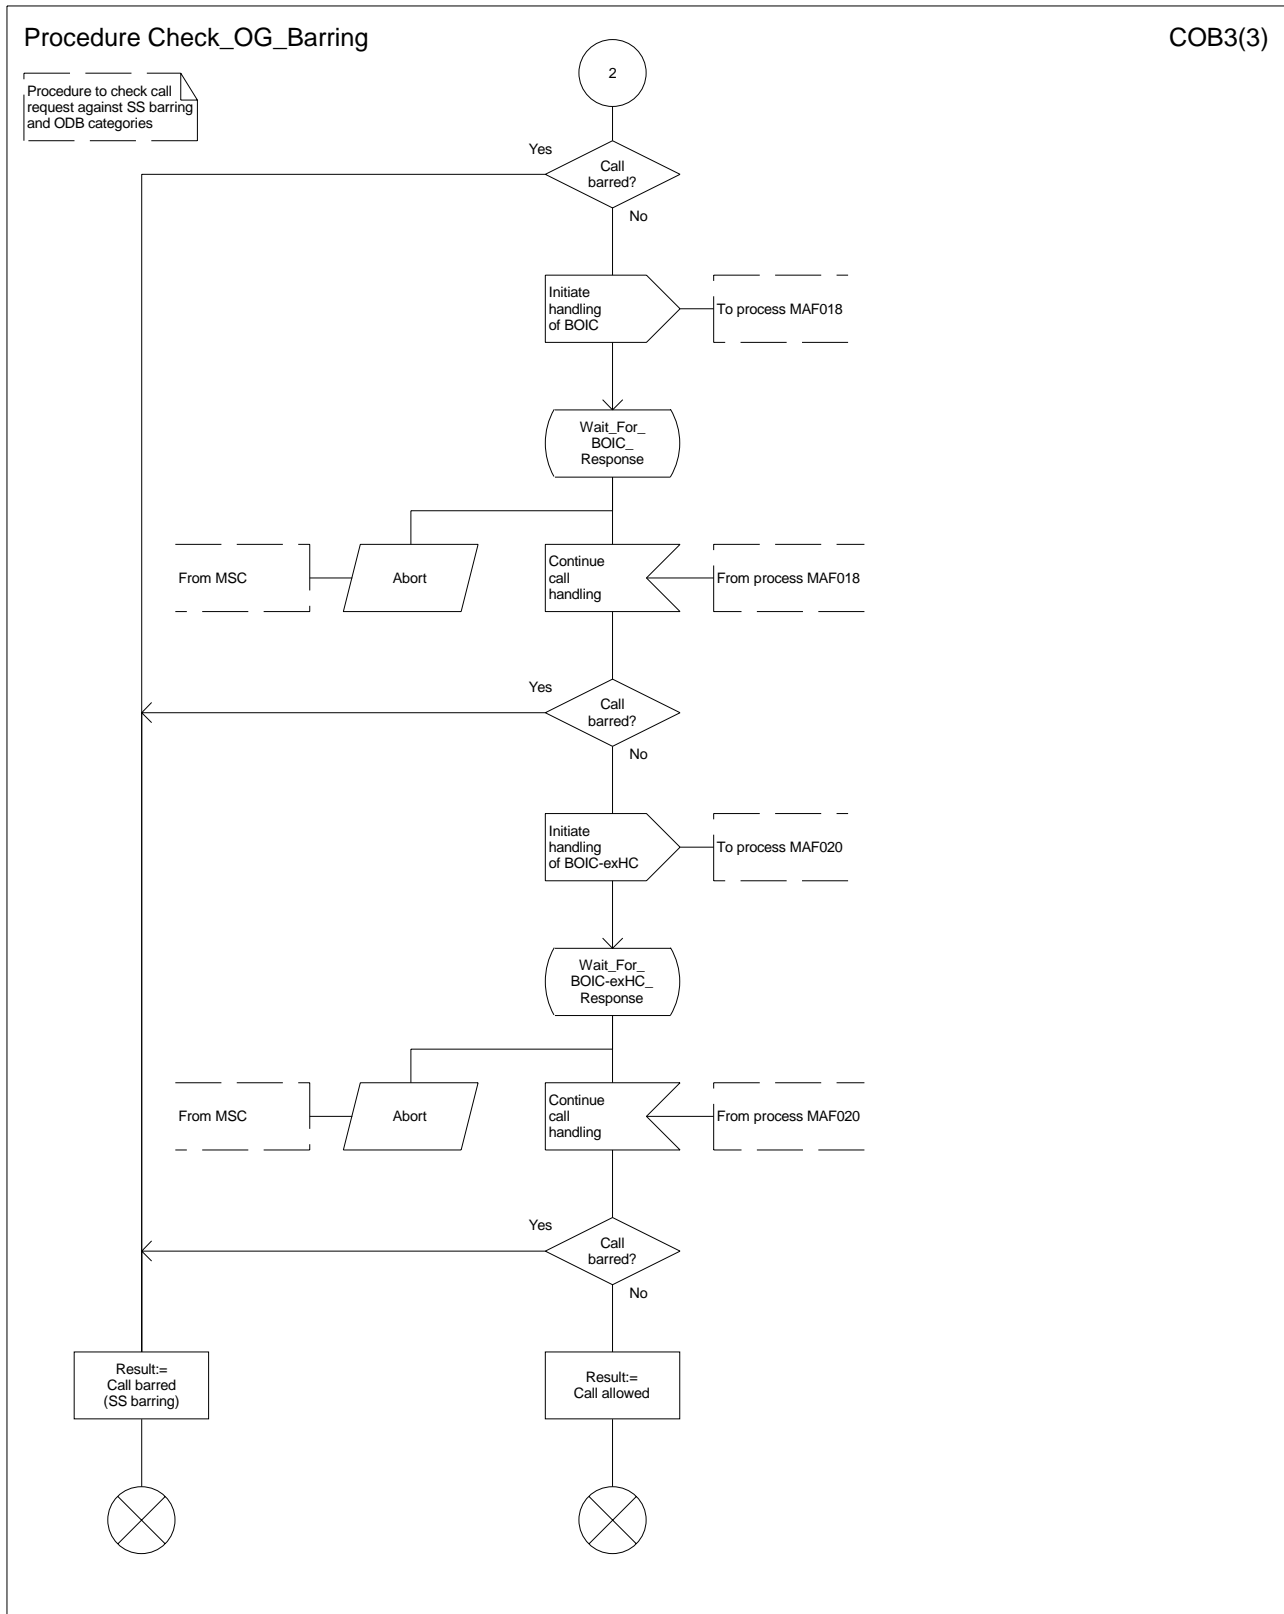 Procedure Check_OG_Barring
COB3(3)
Procedure to check call
request against SS barring
and ODB categories
2
Yes
Call
barred?
No
Initiate
handling
of BOIC
To process MAF018
Wait_For_
BOIC_
Response
From MSC
Abort
Continue
call
handling
From process MAF018
Yes
Call
barred?
No
Initiate
handling
of BOIC-exHC
To process MAF020
Wait_For_
BOIC-exHC_
Response
From MSC
Abort
Continue
call
handling
From process MAF020
Yes
Call
barred?
No
Result:=
Call barred
(SS barring)
Result:=
Call allowed